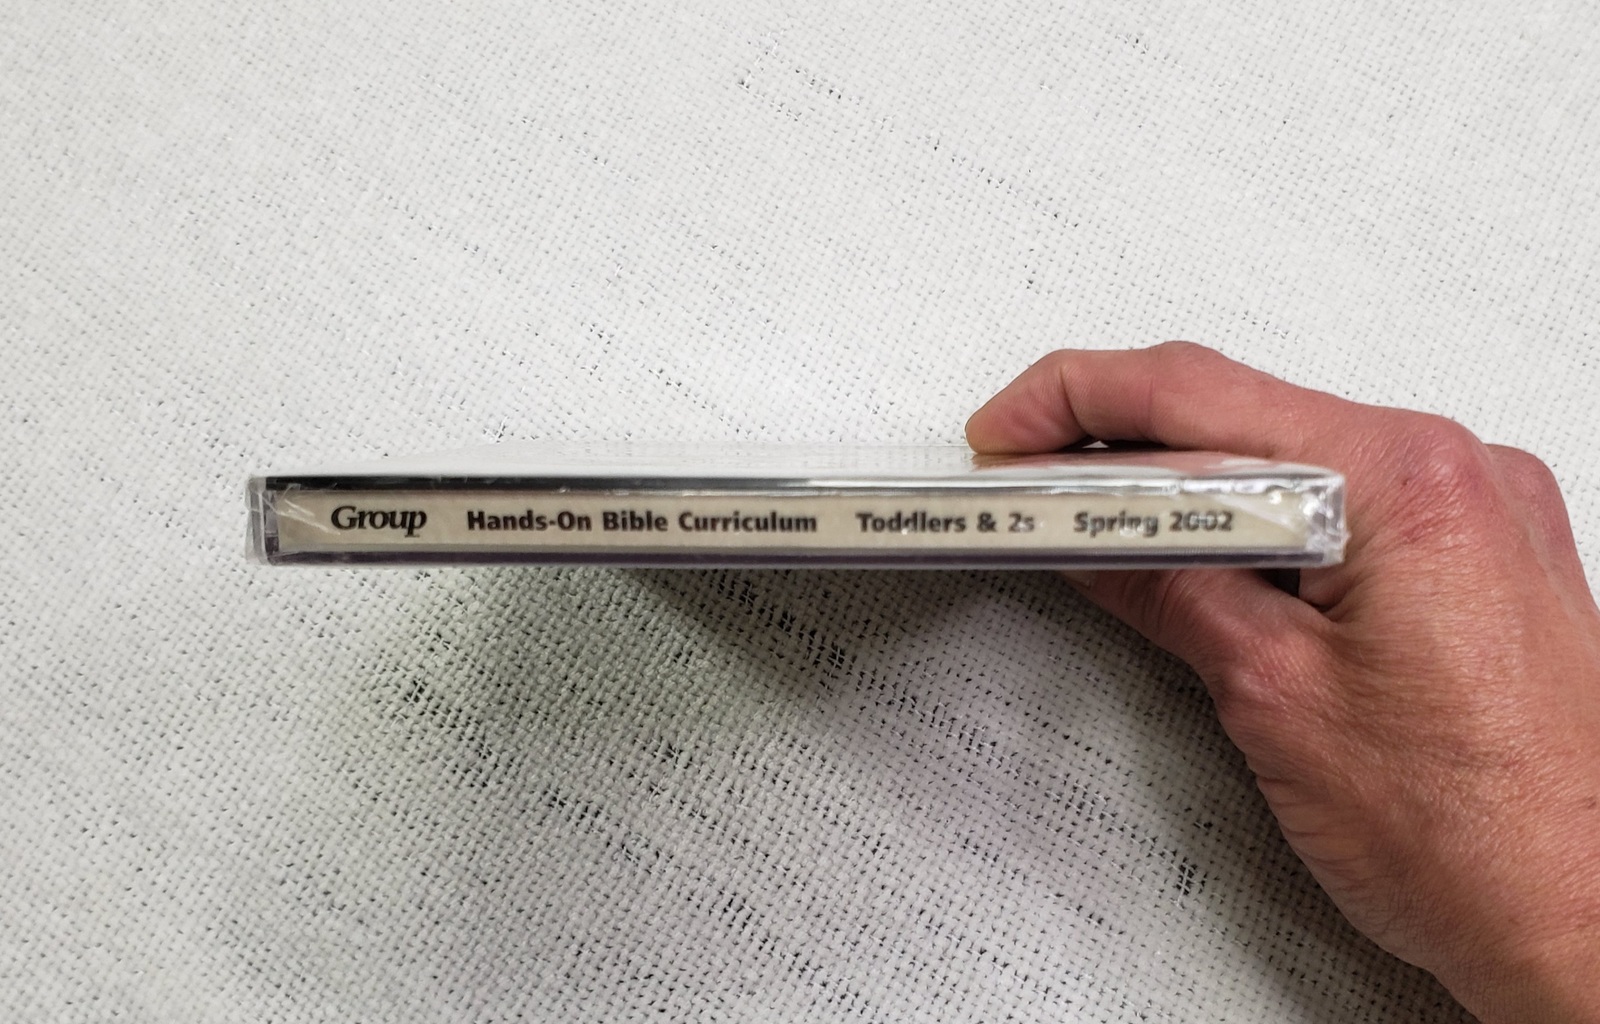 Group Hands-On Bible Curriculum Toddlers & 2s Spring 2002